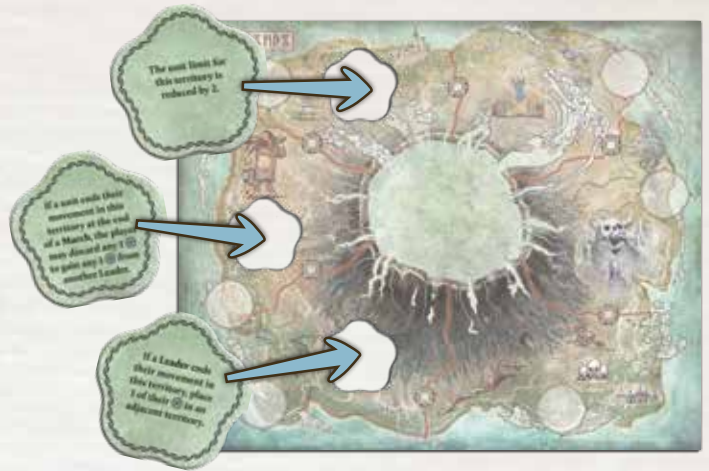 The unit limit for
this territory is
reduced by 2.
If a unit ends their
movement in this
territory at the end
of a March, the player
may discard any 1
to gain any 1 from
another Leader.
If a Leader ends
their movement in
this territory, place
1 of their in an
adjacent territory.